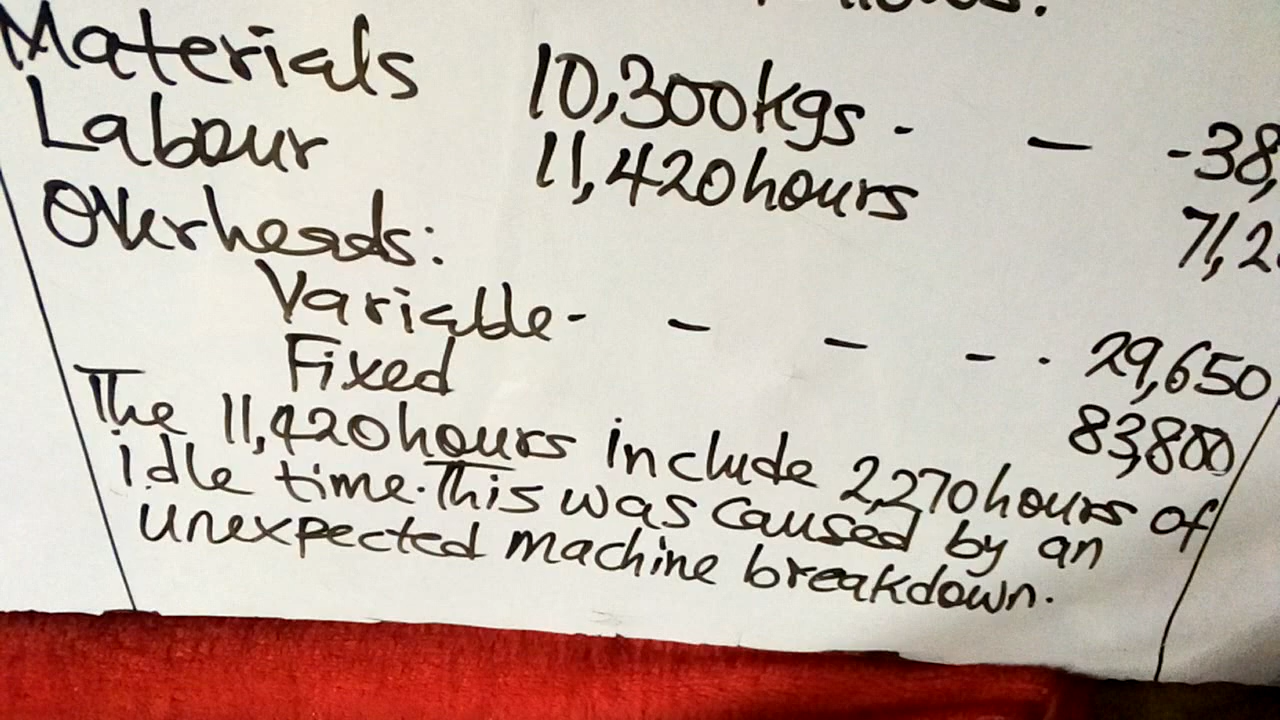 Materials 10,300kgs - — -38,
Labour 11,420hours 71,2
Overheads:
Variable - - - - . 29,650
Fixed 83,800
The 11,420hours include 2,270hours of
idle time. This was caused by an
unexpected machine breakdown.